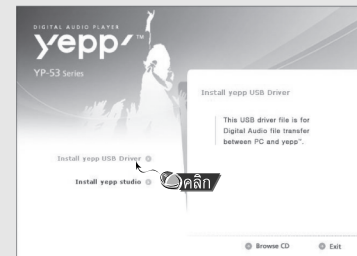 DIGITAL AUDIO PLAYER
yepp' ™
YP-53 Series
Install yepp USB Driver
This USB driver file is for
Digital Audio file transfer
between PC and yepp".
Install yepp USB Driver
Install yepp studio
คลิก
Browse CD
Exit